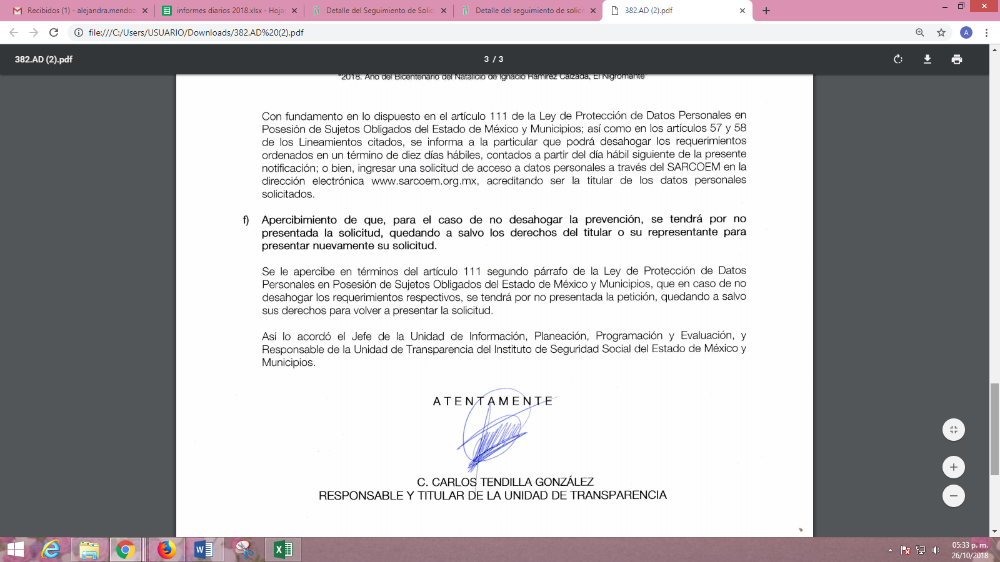 Recibidos (1) - alejandra.mendoz
informes diarios 2018.xlsx - Hoja
Detalle del Seguimiento de Solic
Detalle del seguimiento de solicit
382.AD (2).pdf
file:///C:/Users/USUARIO/Downloads/382.AD%20(2).pdf
A
382.AD (2).pdf
3 / 3
"2018. Año del Bicentenario del Natalicio de Ignacio Ramírez Calzada, El Nigromante"
Con fundamento en lo dispuesto en el artículo 111 de la Ley de Protección de Datos Personales en
Posesión de Sujetos Obligados del Estado de México y Municipios; así como en los artículos 57 y 58
de los Lineamientos citados, se informa a la particular que podrá desahogar los requerimientos
ordenados en un término de diez días hábiles, contados a partir del día hábil siguiente de la presente
notificación; o bien, ingresar una solicitud de acceso a datos personales a través del SARCOEM en la
dirección electrónica www.sarcoem.org.mx, acreditando ser la titular de los datos personales
solicitados.
f) Apercibimiento de que, para el caso de no desahogar la prevención, se tendrá por no
presentada la solicitud, quedando a salvo los derechos del titular o su representante para
presentar nuevamente su solicitud.
Se le apercibe en términos del artículo 111 segundo párrafo de la Ley de Protección de Datos
Personales en Posesión de Sujetos Obligados del Estado de México y Municipios, que en caso de no
desahogar los requerimientos respectivos, se tendrá por no presentada la petición, quedando a salvo
sus derechos para volver a presentar la solicitud.
Así lo acordó el Jefe de la Unidad de Información, Planeación, Programación y Evaluación, y
Responsable de la Unidad de Transparencia del Instituto de Seguridad Social del Estado de México y
Municipios.
A T E N T A M E N T E
C. CARLOS TENDILLA GONZÁLEZ
RESPONSABLE Y TITULAR DE LA UNIDAD DE TRANSPARENCIA
05:33 p. m.
26/10/2018